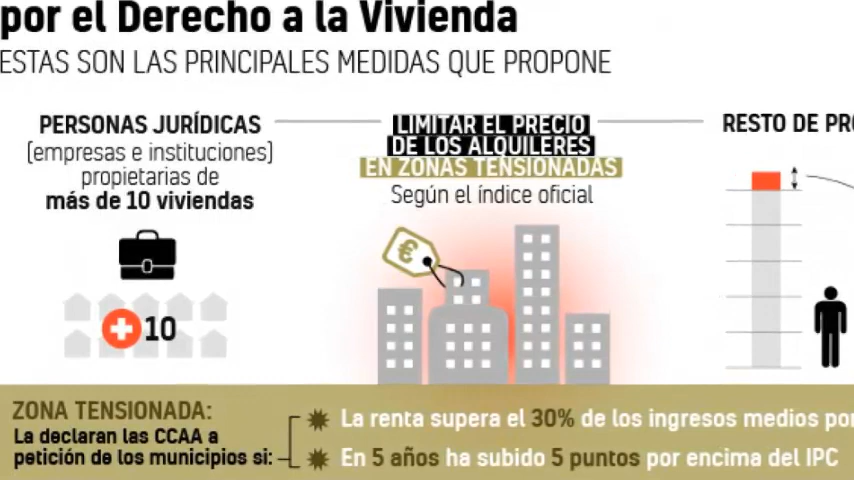 por el Derecho a la Vivienda
ESTAS SON LAS PRINCIPALES MEDIDAS QUE PROPONE
PERSONAS JURÍDICAS
(empresas e instituciones)
propietarias de
más de 10 viviendas
+10
LIMITAR EL PRECIO
DE LOS ALQUILERES
EN ZONAS TENSIONADAS
Según el índice oficial
€
RESTO DE
ZONA TENSIONADA:
La declaran las CCAA a
petición de los municipios si:
La renta supera el 30% de los ingresos medios por
En 5 años ha subido 5 puntos por encima del IPC